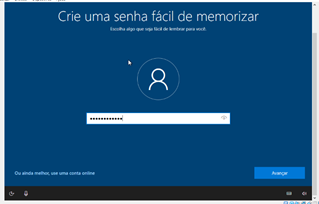 Crie uma senha fácil de memorizar
Escolha algo que seja fácil de lembrar para você.
Ou ainda melhor, use uma conta online
Avançar